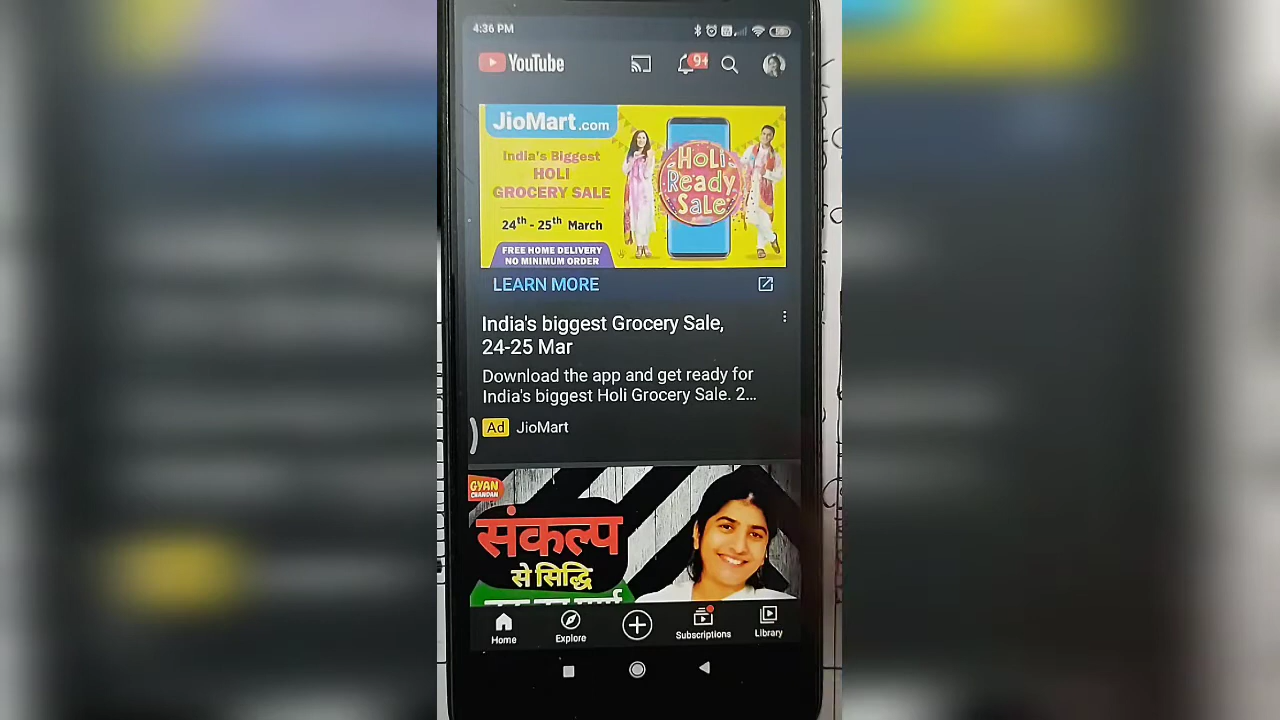 4:36 PM
YouTube
9+
JioMart.com
India's Biggest
HOLI
GROCERY SALE
24th - 25th March
FREE HOME DELIVERY
NO MINIMUM ORDER
HOLi
Ready
SaLe
LEARN MORE
India's biggest Grocery Sale,
24-25 Mar
Download the app and get ready for
India's biggest Holi Grocery Sale. 2...
Ad JioMart
GYAN
CHANDAN
संकल्प
से सिद्धि
Home
Explore
Subscriptions
Library